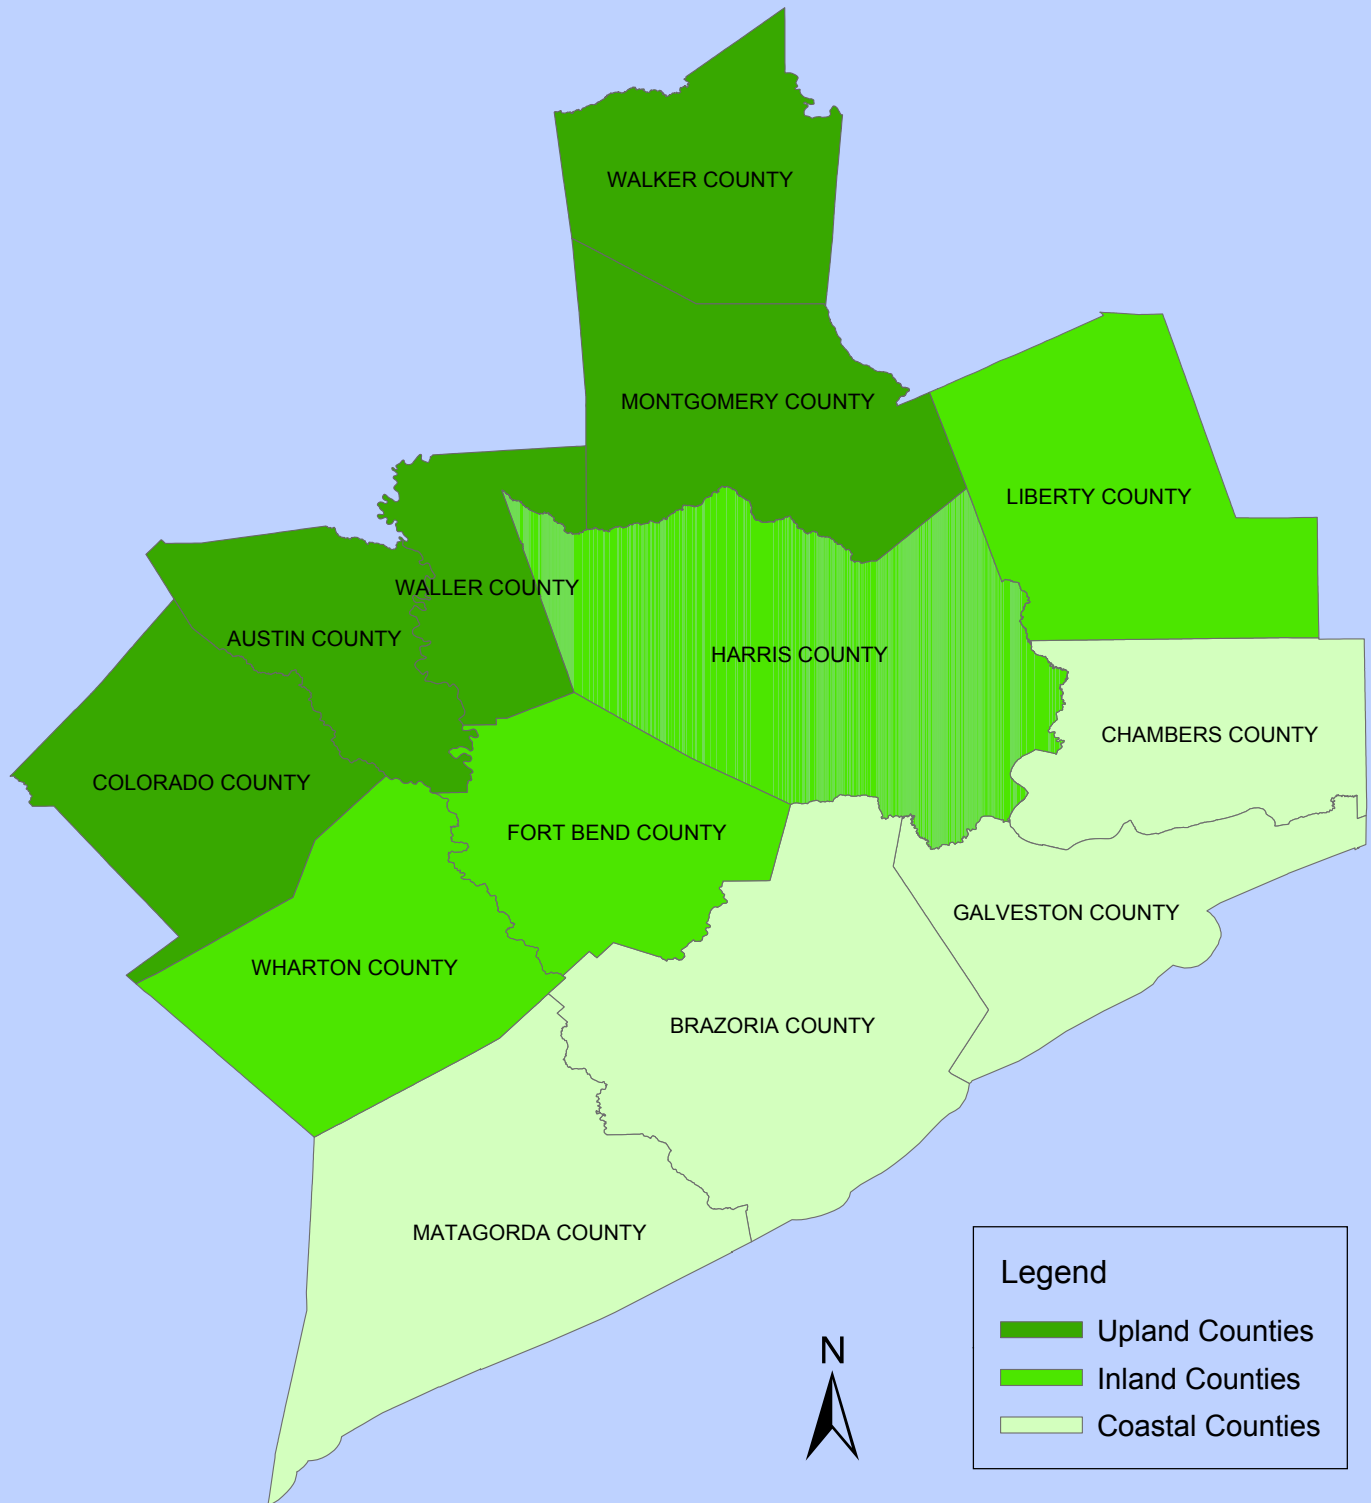 WALKER COUNTY
MONTGOMERY COUNTY
LIBERTY COUNTY
WALLER COUNTY
AUSTIN COUNTY
HARRIS COUNTY
CHAMBERS COUNTY
COLORADO COUNTY
FORT BEND COUNTY
GALVESTON COUNTY
WHARTON COUNTY
BRAZORIA COUNTY
MATAGORDA COUNTY
N
Legend
Upland Counties
Inland Counties
Coastal Counties